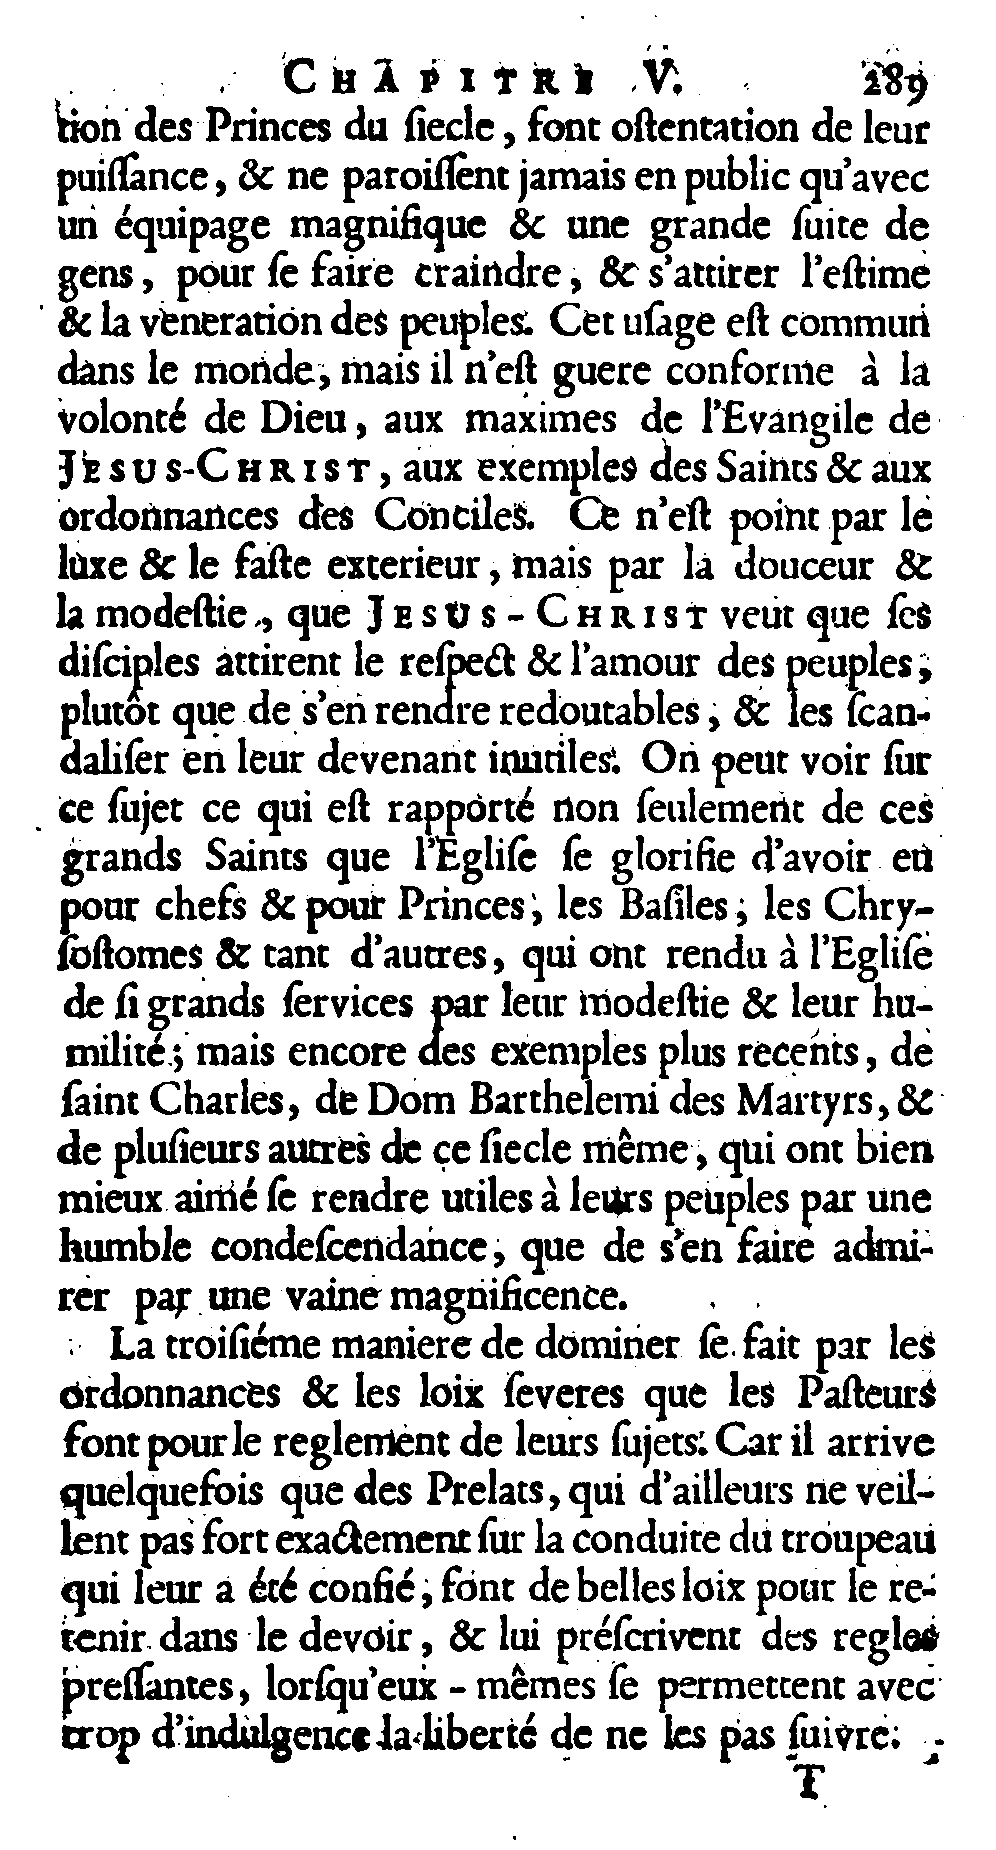 CHAPITRE V. 289
tion des Princes du ſiecle, font oſtentation de leur
puiſſance, & ne paroiſſent jamais en public qu'avec
un équipage magnifique & une grande ſuite de
gens, pour ſe faire craindre, & s'attirer l'eſtime
& la veneration des peuples. Cet uſage eſt commun
dans le monde, mais il n'eſt guere conforme à la
volonté de Dieu, aux maximes de l'Evangile de
JESUS-CHRIST, aux exemples des Saints & aux
ordonnances des Conciles. Ce n'eſt point par le
luxe & le faſte exterieur, mais par la douceur &
la modeſtie, que JESUS-CHRIST veut que ſes
diſciples attirent le reſpect & l'amour des peuples,
plutôt que de s'en rendre redoutables, & les ſcan-
daliſer en leur devenant inutiles. On peut voir ſur
ce ſujet ce qui eſt rapporté non ſeulement de ces
grands Saints que l'Egliſe ſe glorifie d'avoir eu
pour chefs & pour Princes, les Baſiles, les Chry-
ſoſtomes & tant d'autres, qui ont rendu à l'Egliſe
de ſi grands ſervices par leur modeſtie & leur hu-
milité; mais encore des exemples plus recents, de
ſaint Charles, de Dom Barthelemi des Martyrs, &
de pluſieurs autres de ce ſiecle même, qui ont bien
mieux aimé ſe rendre utiles à leurs peuples par une
humble condeſcendance, que de s'en faire admi-
rer par une vaine magnificence.
La troiſiéme maniere de dominer ſe fait par les
ordonnances & les loix ſeveres que les Paſteurs
font pour le reglement de leurs ſujets. Car il arrive
quelquefois que des Prelats, qui d'ailleurs ne veil-
lent pas fort exactement ſur la conduite du troupeau
qui leur a été confié, font de belles loix pour le re-
tenir dans le devoir, & lui préſcrivent des regles
preſſantes, lorſqu'eux-mêmes ſe permettent avec
trop d'indulgence la liberté de ne les pas ſuivre:
T